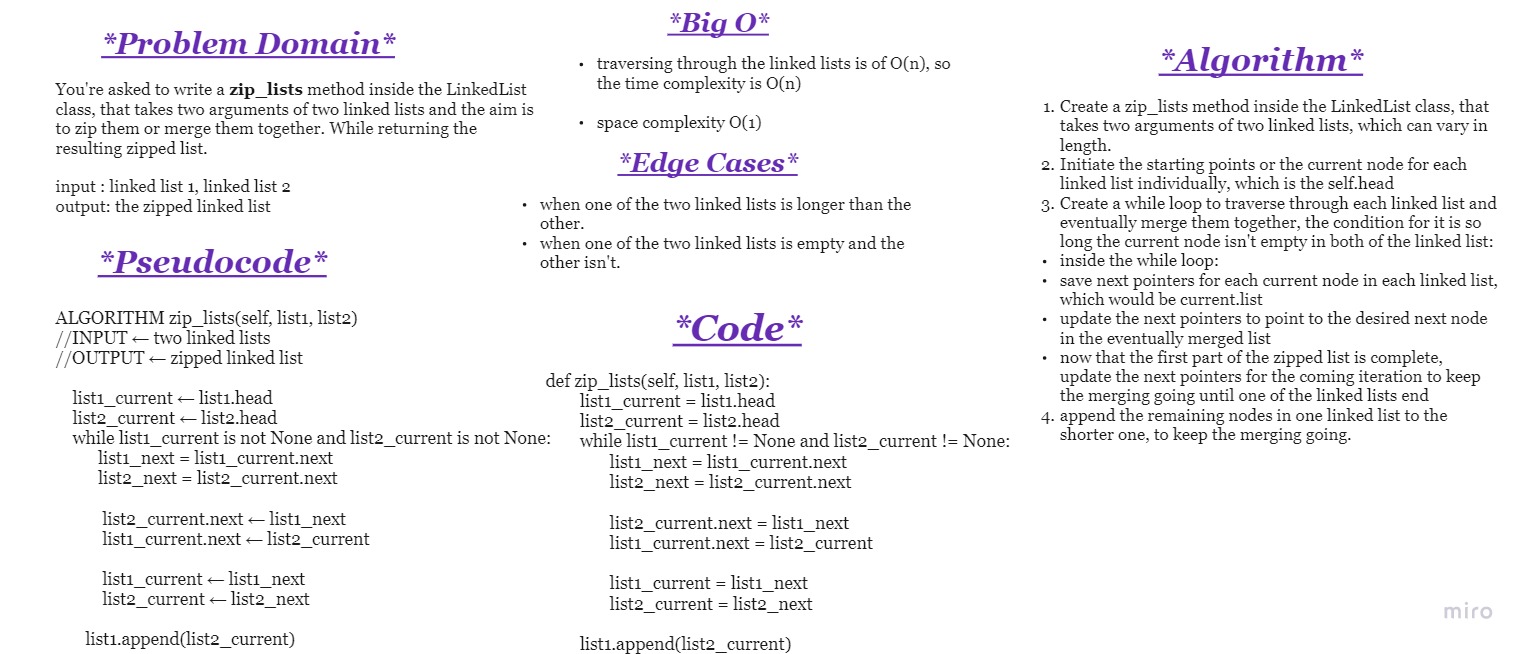 *Problem Domain*
You're asked to write a zip_lists method inside the LinkedList
class, that takes two arguments of two linked lists and the aim is
to zip them or merge them together. While returning the
resulting zipped list.
input : linked list 1, linked list 2
output: the zipped linked list
*Pseudocode*
ALGORITHM zip_lists(self, list1, list2)
//INPUT ← two linked lists
//OUTPUT ← zipped linked list
list1_current ← list1.head
list2_current ← list2.head
while list1_current is not None and list2_current is not None:
list1_next = list1_current.next
list2_next = list2_current.next
list2_current.next ← list1_next
list1_current.next ← list2_current
list1_current ← list1_next
list2_current ← list2_next
list1.append(list2_current)
*Big O*
• traversing through the linked lists is of O(n), so
the time complexity is O(n)
• space complexity O(1)
*Edge Cases*
• when one of the two linked lists is longer than the
other.
• when one of the two linked lists is empty and the
other isn't.
*Code*
def zip_lists(self, list1, list2):
list1_current = list1.head
list2_current = list2.head
while list1_current != None and list2_current != None:
list1_next = list1_current.next
list2_next = list2_current.next
list2_current.next = list1_next
list1_current.next = list2_current
list1_current = list1_next
list2_current = list2_next
list1.append(list2_current)
*Algorithm*
1. Create a zip_lists method inside the LinkedList class, that
takes two arguments of two linked lists, which can vary in
length.
2. Initiate the starting points or the current node for each
linked list individually, which is the self.head
3. Create a while loop to traverse through each linked list and
eventually merge them together, the condition for it is so
long the current node isn't empty in both of the linked list:
• inside the while loop:
• save next pointers for each current node in each linked list,
which would be current.list
• update the next pointers to point to the desired next node
in the eventually merged list
• now that the first part of the zipped list is complete,
update the next pointers for the coming iteration to keep
the merging going until one of the linked lists end
4. append the remaining nodes in one linked list to the
shorter one, to keep the merging going.
miro